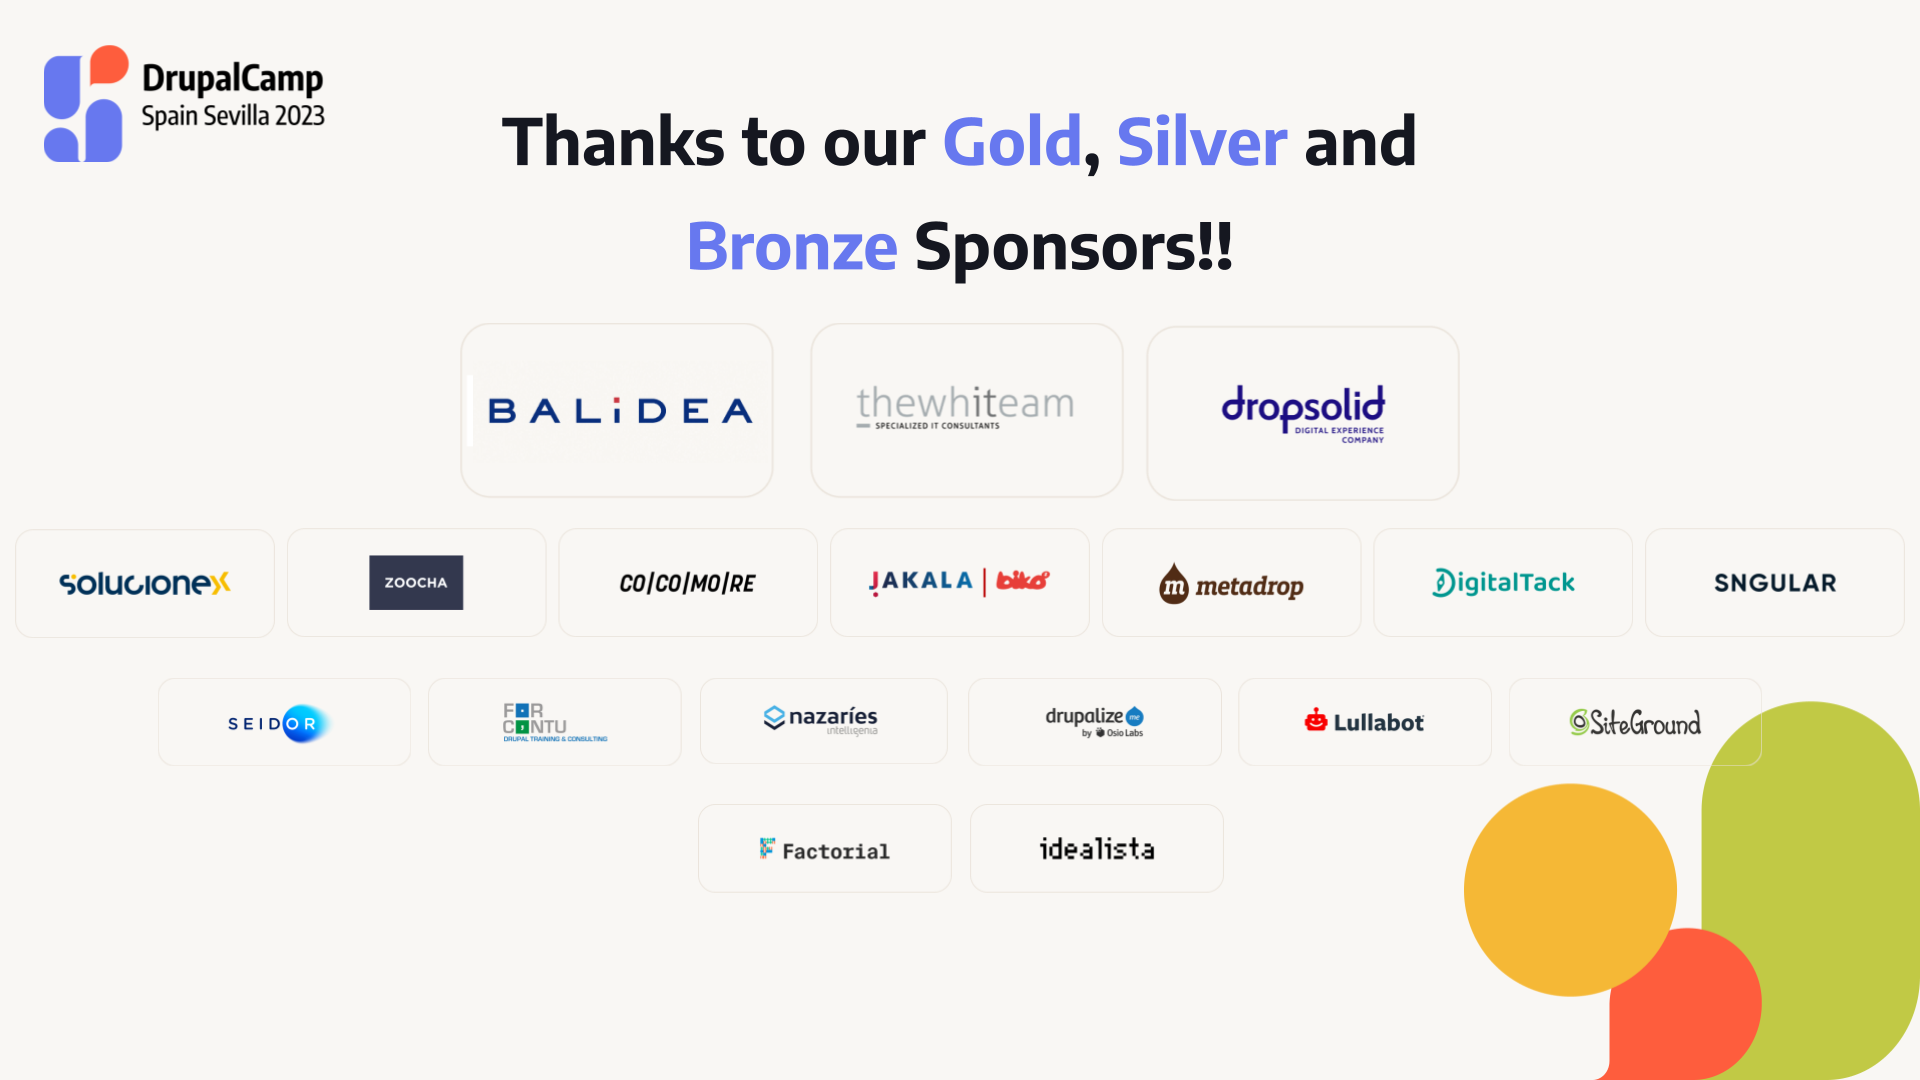 DrupalCamp
Spain Sevilla 2023
Thanks to our Gold, Silver and
Bronze Sponsors!!
BALiDEA
thewhiteam
SPECIALIZED IT CONSULTANTS
dropsolid
DIGITAL EXPERIENCE
COMPANY
solucionex
ZOOCHA
CO/CO/MO/RE
JAKALA | biko
metadrop
DigitalTack
SNGULAR
SEIDOR
FORCONTU
DRUPAL TRAINING & CONSULTING
nazaríes
intelligenia
drupalize me
by Osio Labs
Lullabot
SiteGround
Factorial
idealista